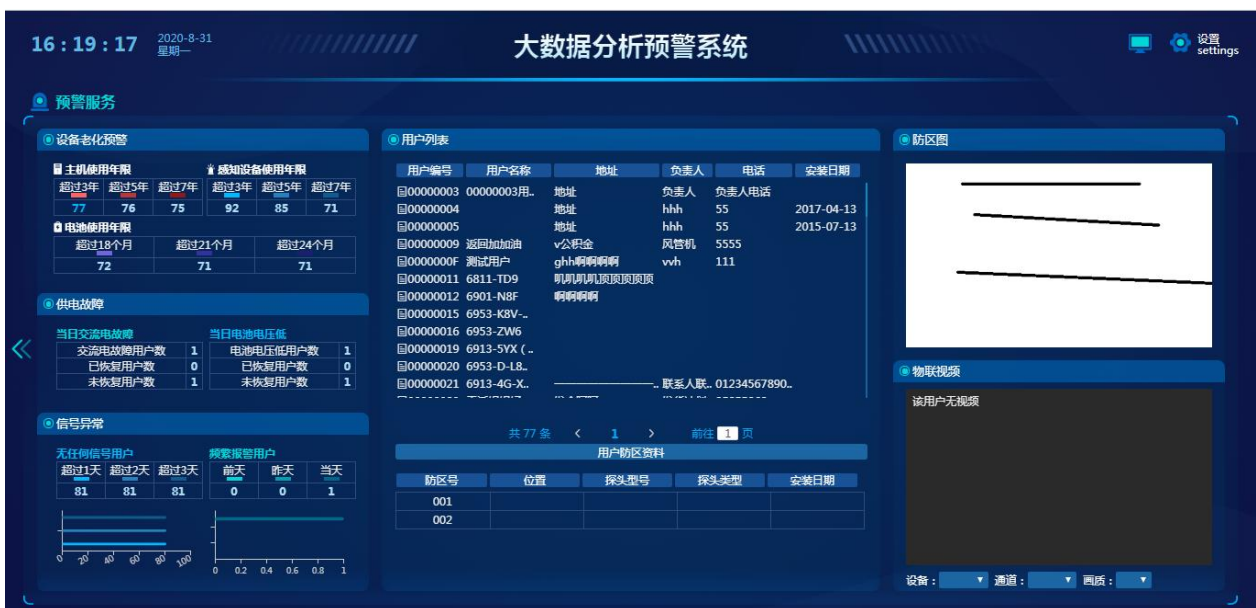 16:19:17
2020-8-31
星期一
大数据分析预警系统
设置
settings
预警服务
设备老化预警
主机使用年限 感知设备使用年限
超过3年 超过5年 超过7年 超过3年 超过5年 超过7年
77 76 75 92 85 71
电池使用年限
超过18个月 超过21个月 超过24个月
72 71 71
供电故障
当日交流电故障 当日电池电压低
交流电故障用户数 1 电池电压低用户数 1
已恢复用户数 0 已恢复用户数 0
未恢复用户数 1 未恢复用户数 1
信号异常
无任何信号用户 频繁报警用户
超过1天 超过2天 超过3天 前天 昨天 当天
81 81 81 0 0 1
0 20 40 60 80 100
0 0.2 0.4 0.6 0.8 1
用户列表
用户编号 用户名称 地址 负责人 电话 安装日期
00000003 00000003用.. 地址 负责人 负责人电话
00000004 地址 hhh 55 2017-04-13
00000005 地址 hhh 55 2015-07-13
00000009 返回加加油 v公积金 风管机 5555
0000000F 测试用户 ghh啊啊啊啊 vvh 111
00000011 6811-TD9 叽叽叽叽顶顶顶顶顶
00000012 6901-N8F 啊啊啊啊
00000015 6953-K8V-..
00000016 6953-ZW6
00000019 6913-5YX (..
00000020 6953-D-L8..
00000021 6913-4G-X.. —————————.. 联系人联.. 01234567890..
共 77 条 < 1 > 前往 1 页
用户防区资料
防区号 位置 探头型号 探头类型 安装日期
001
002
防区图
物联视频
该用户无视频
设备： 通道： 画质：